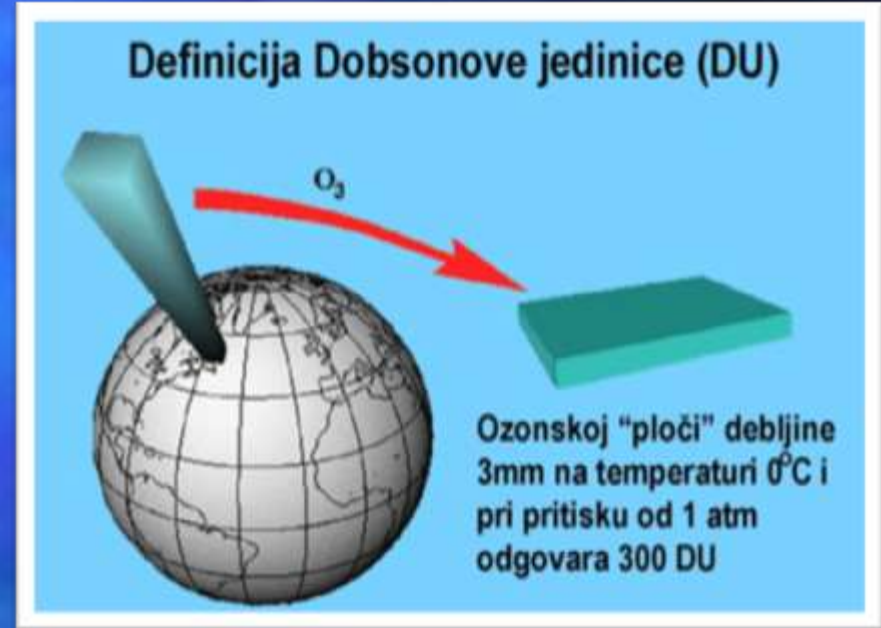 Definicija Dobsonove jedinice (DU)
O₃
Ozonskoj “ploči” debljine
3mm na temperaturi 0°C i
pri pritisku od 1 atm
odgovara 300 DU